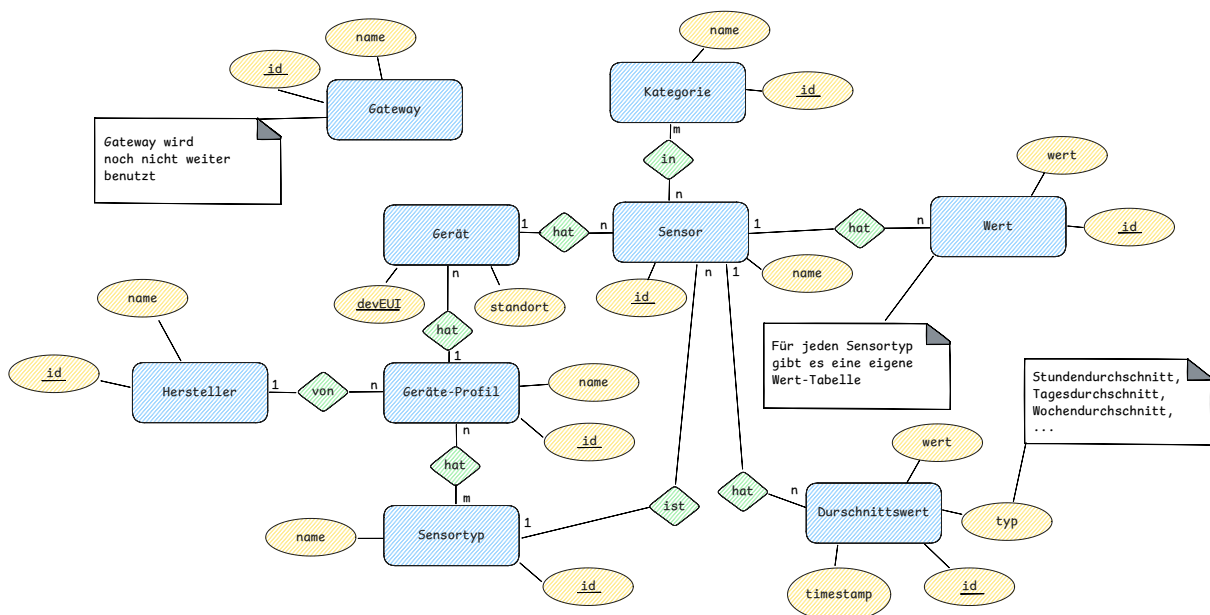 name
id
Gateway
Gateway wird
noch nicht weiter
benutzt
name
Kategorie
id
m
in
n
wert
Gerät
1
hat
n
Sensor
1
hat
n
Wert
id
name
id
n
devEUI
standort
n
1
hat
1
name
id
Hersteller
1
von
n
Geräte-Profil
name
id
n
hat
m
Für jeden Sensortyp
gibt es eine eigene
Wert-Tabelle
Stundendurchschnitt,
Tagesdurchschnitt,
Wochendurchschnitt,
...
name
Sensortyp
1
id
ist
hat
n
wert
Durschnittswert
typ
timestamp
id